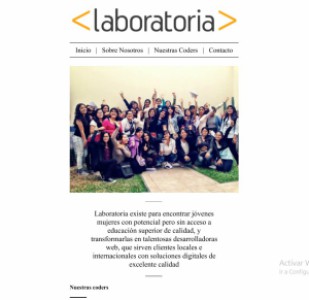 <laboratoria>
Inicio | Sobre Nosotros | Nuestras Coders | Contacto
Laboratoria existe para encontrar jóvenes
mujeres con potencial pero sin acceso a
educación superior de calidad, y
transformarlas en talentosas desarrolladoras
web, que sirven clientes locales e
internacionales con soluciones digitales de
excelente calidad
Activar
Nuestros coders